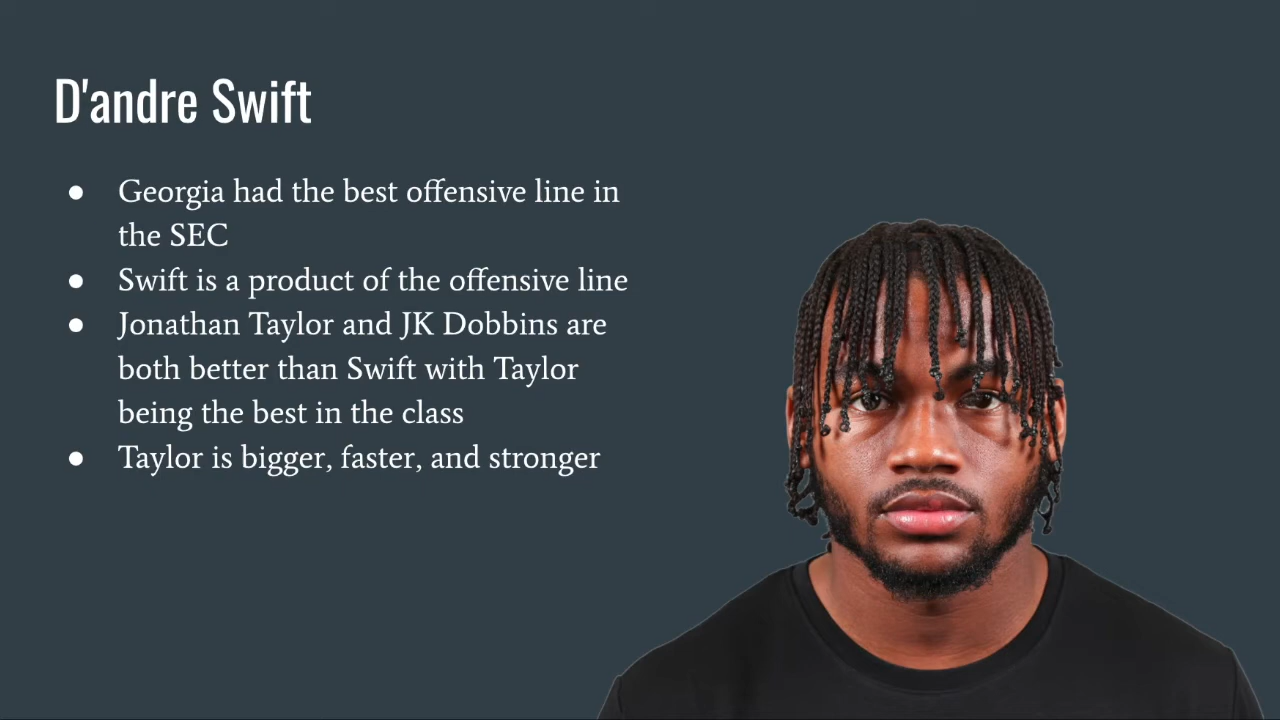 D'andre Swift
● Georgia had the best offensive line in
the SEC
● Swift is a product of the offensive line
● Jonathan Taylor and JK Dobbins are
both better than Swift with Taylor
being the best in the class
● Taylor is bigger, faster, and stronger